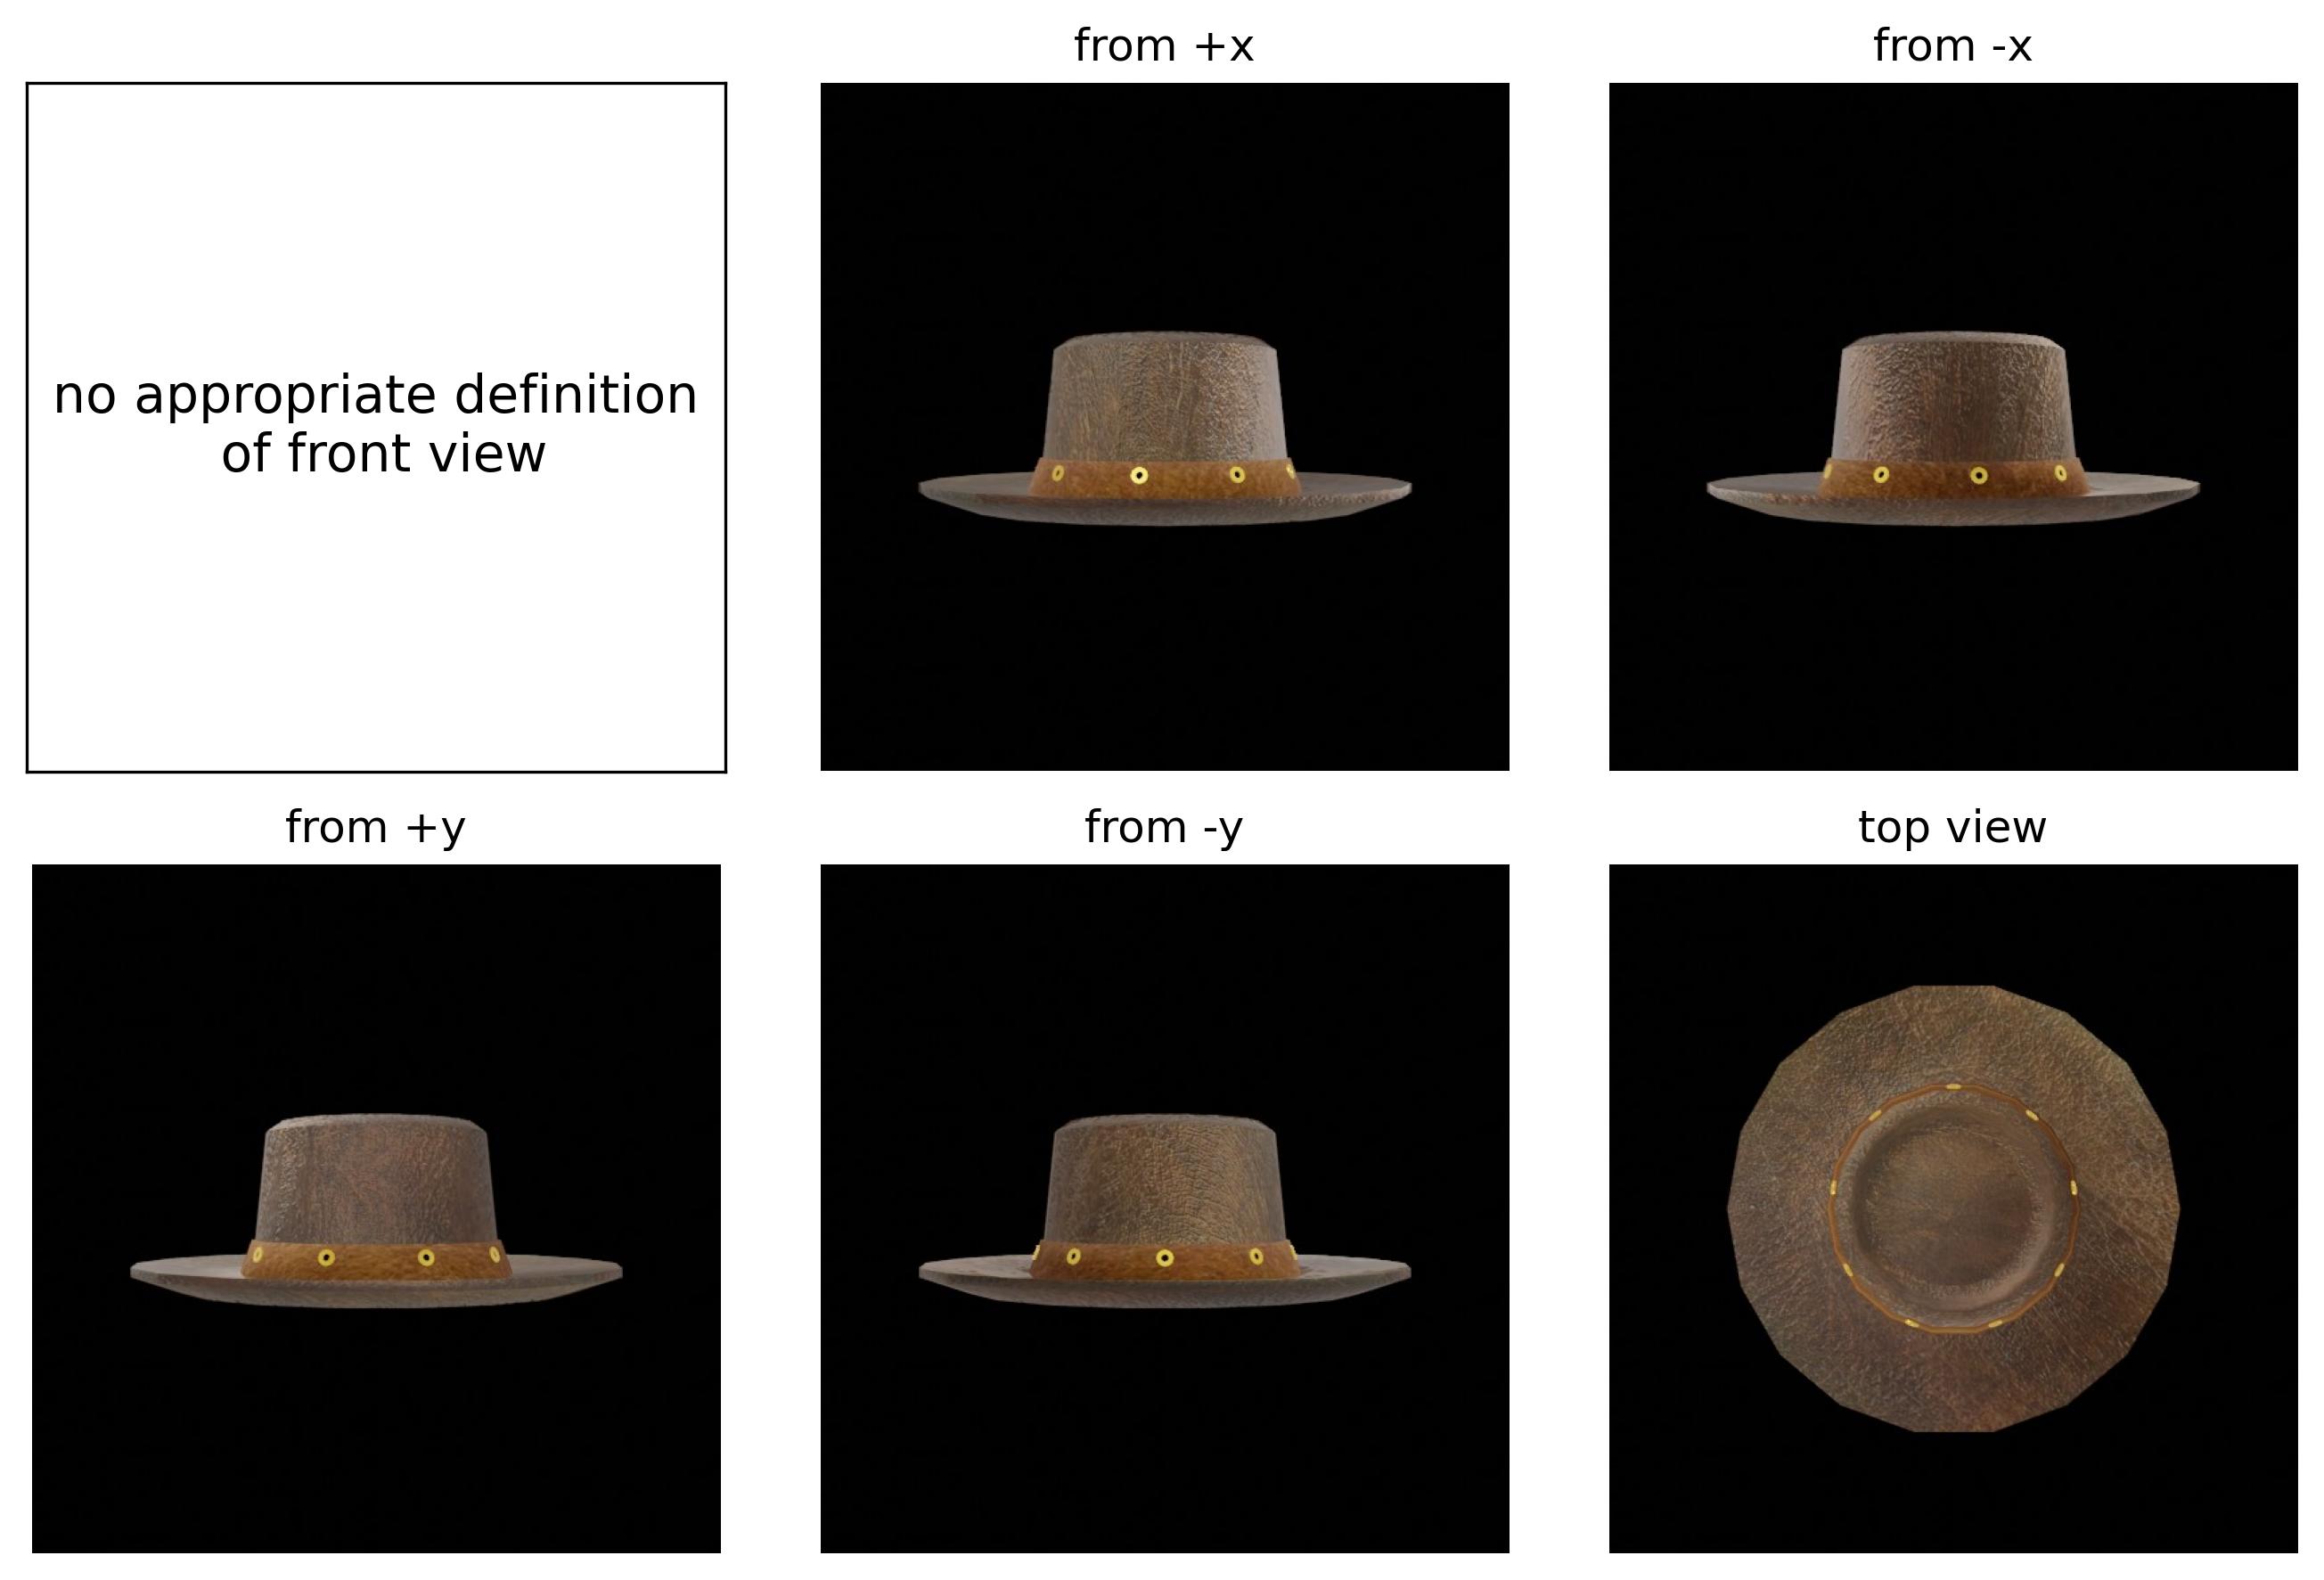 from +x
from -x
no appropriate definition
of front view
from +y
from -y
top view